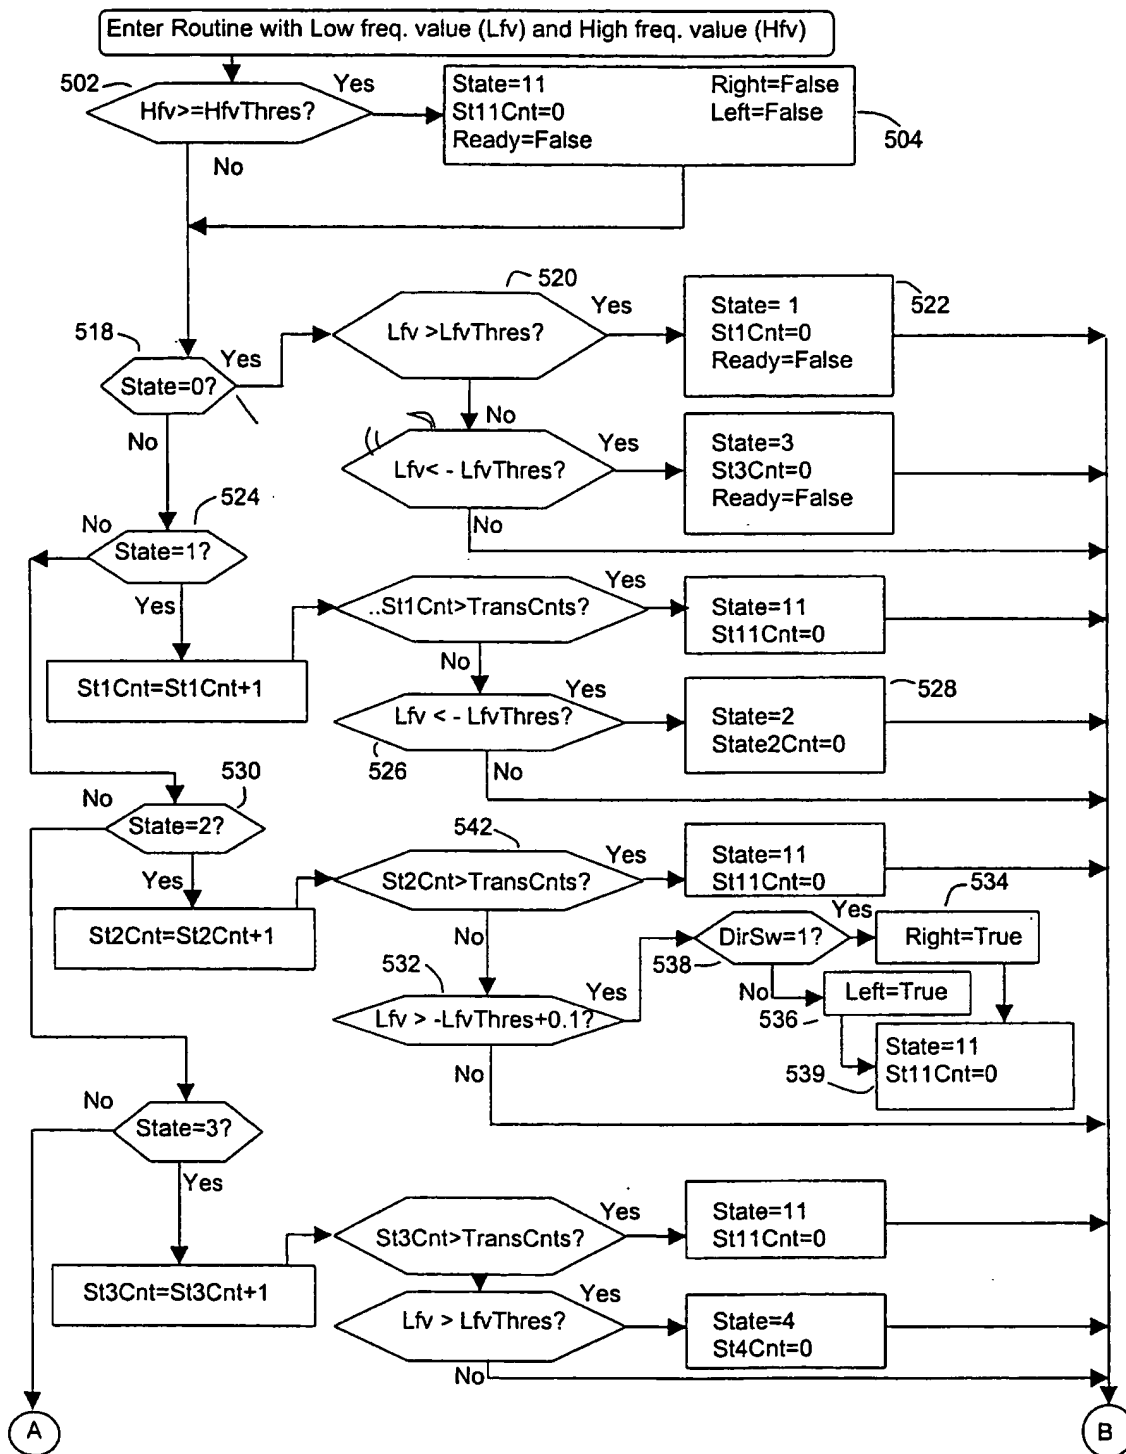 Enter Routine with Low freq. value (Lfv) and High freq. value (Hfv)
502
Hfv>=HfvThres?
Yes
No
State=11
Right=False
St11Cnt=0
Left=False
Ready=False
504
518
State=0?
Yes
No
520
Lfv >LfvThres?
Yes
No
State= 1
St1Cnt=0
Ready=False
522
Lfv< - LfvThres?
Yes
No
State=3
St3Cnt=0
Ready=False
524
No
State=1?
Yes
St1Cnt=St1Cnt+1
..St1Cnt>TransCnts?
Yes
No
State=11
St11Cnt=0
Lfv < - LfvThres?
Yes
526
No
State=2
State2Cnt=0
528
530
No
State=2?
Yes
St2Cnt=St2Cnt+1
542
St2Cnt>TransCnts?
Yes
No
State=11
St11Cnt=0
532
Lfv > -LfvThres+0.1?
Yes
No
DirSw=1?
538
Yes
No
534
Right=True
Left=True
536
State=11
St11Cnt=0
539
No
State=3?
Yes
St3Cnt=St3Cnt+1
St3Cnt>TransCnts?
Yes
State=11
St11Cnt=0
Lfv > LfvThres?
Yes
No
State=4
St4Cnt=0
A
B